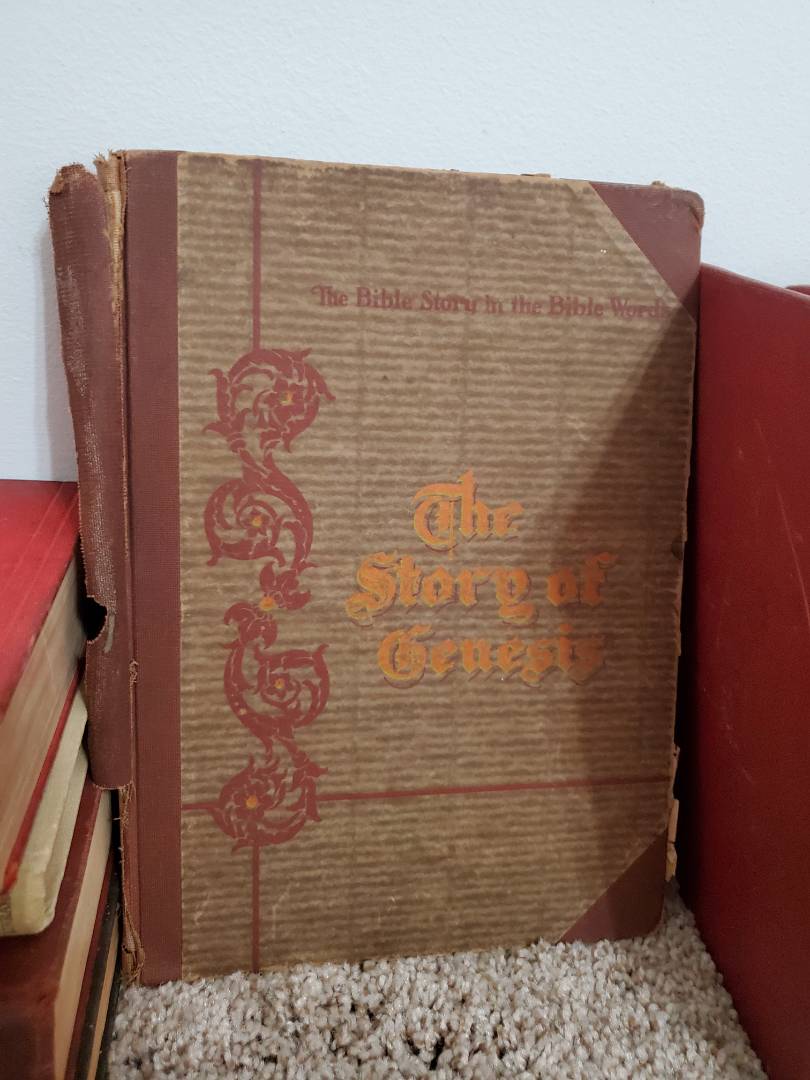 The Bible Story in the Bible Words
The
Story of
Genesis